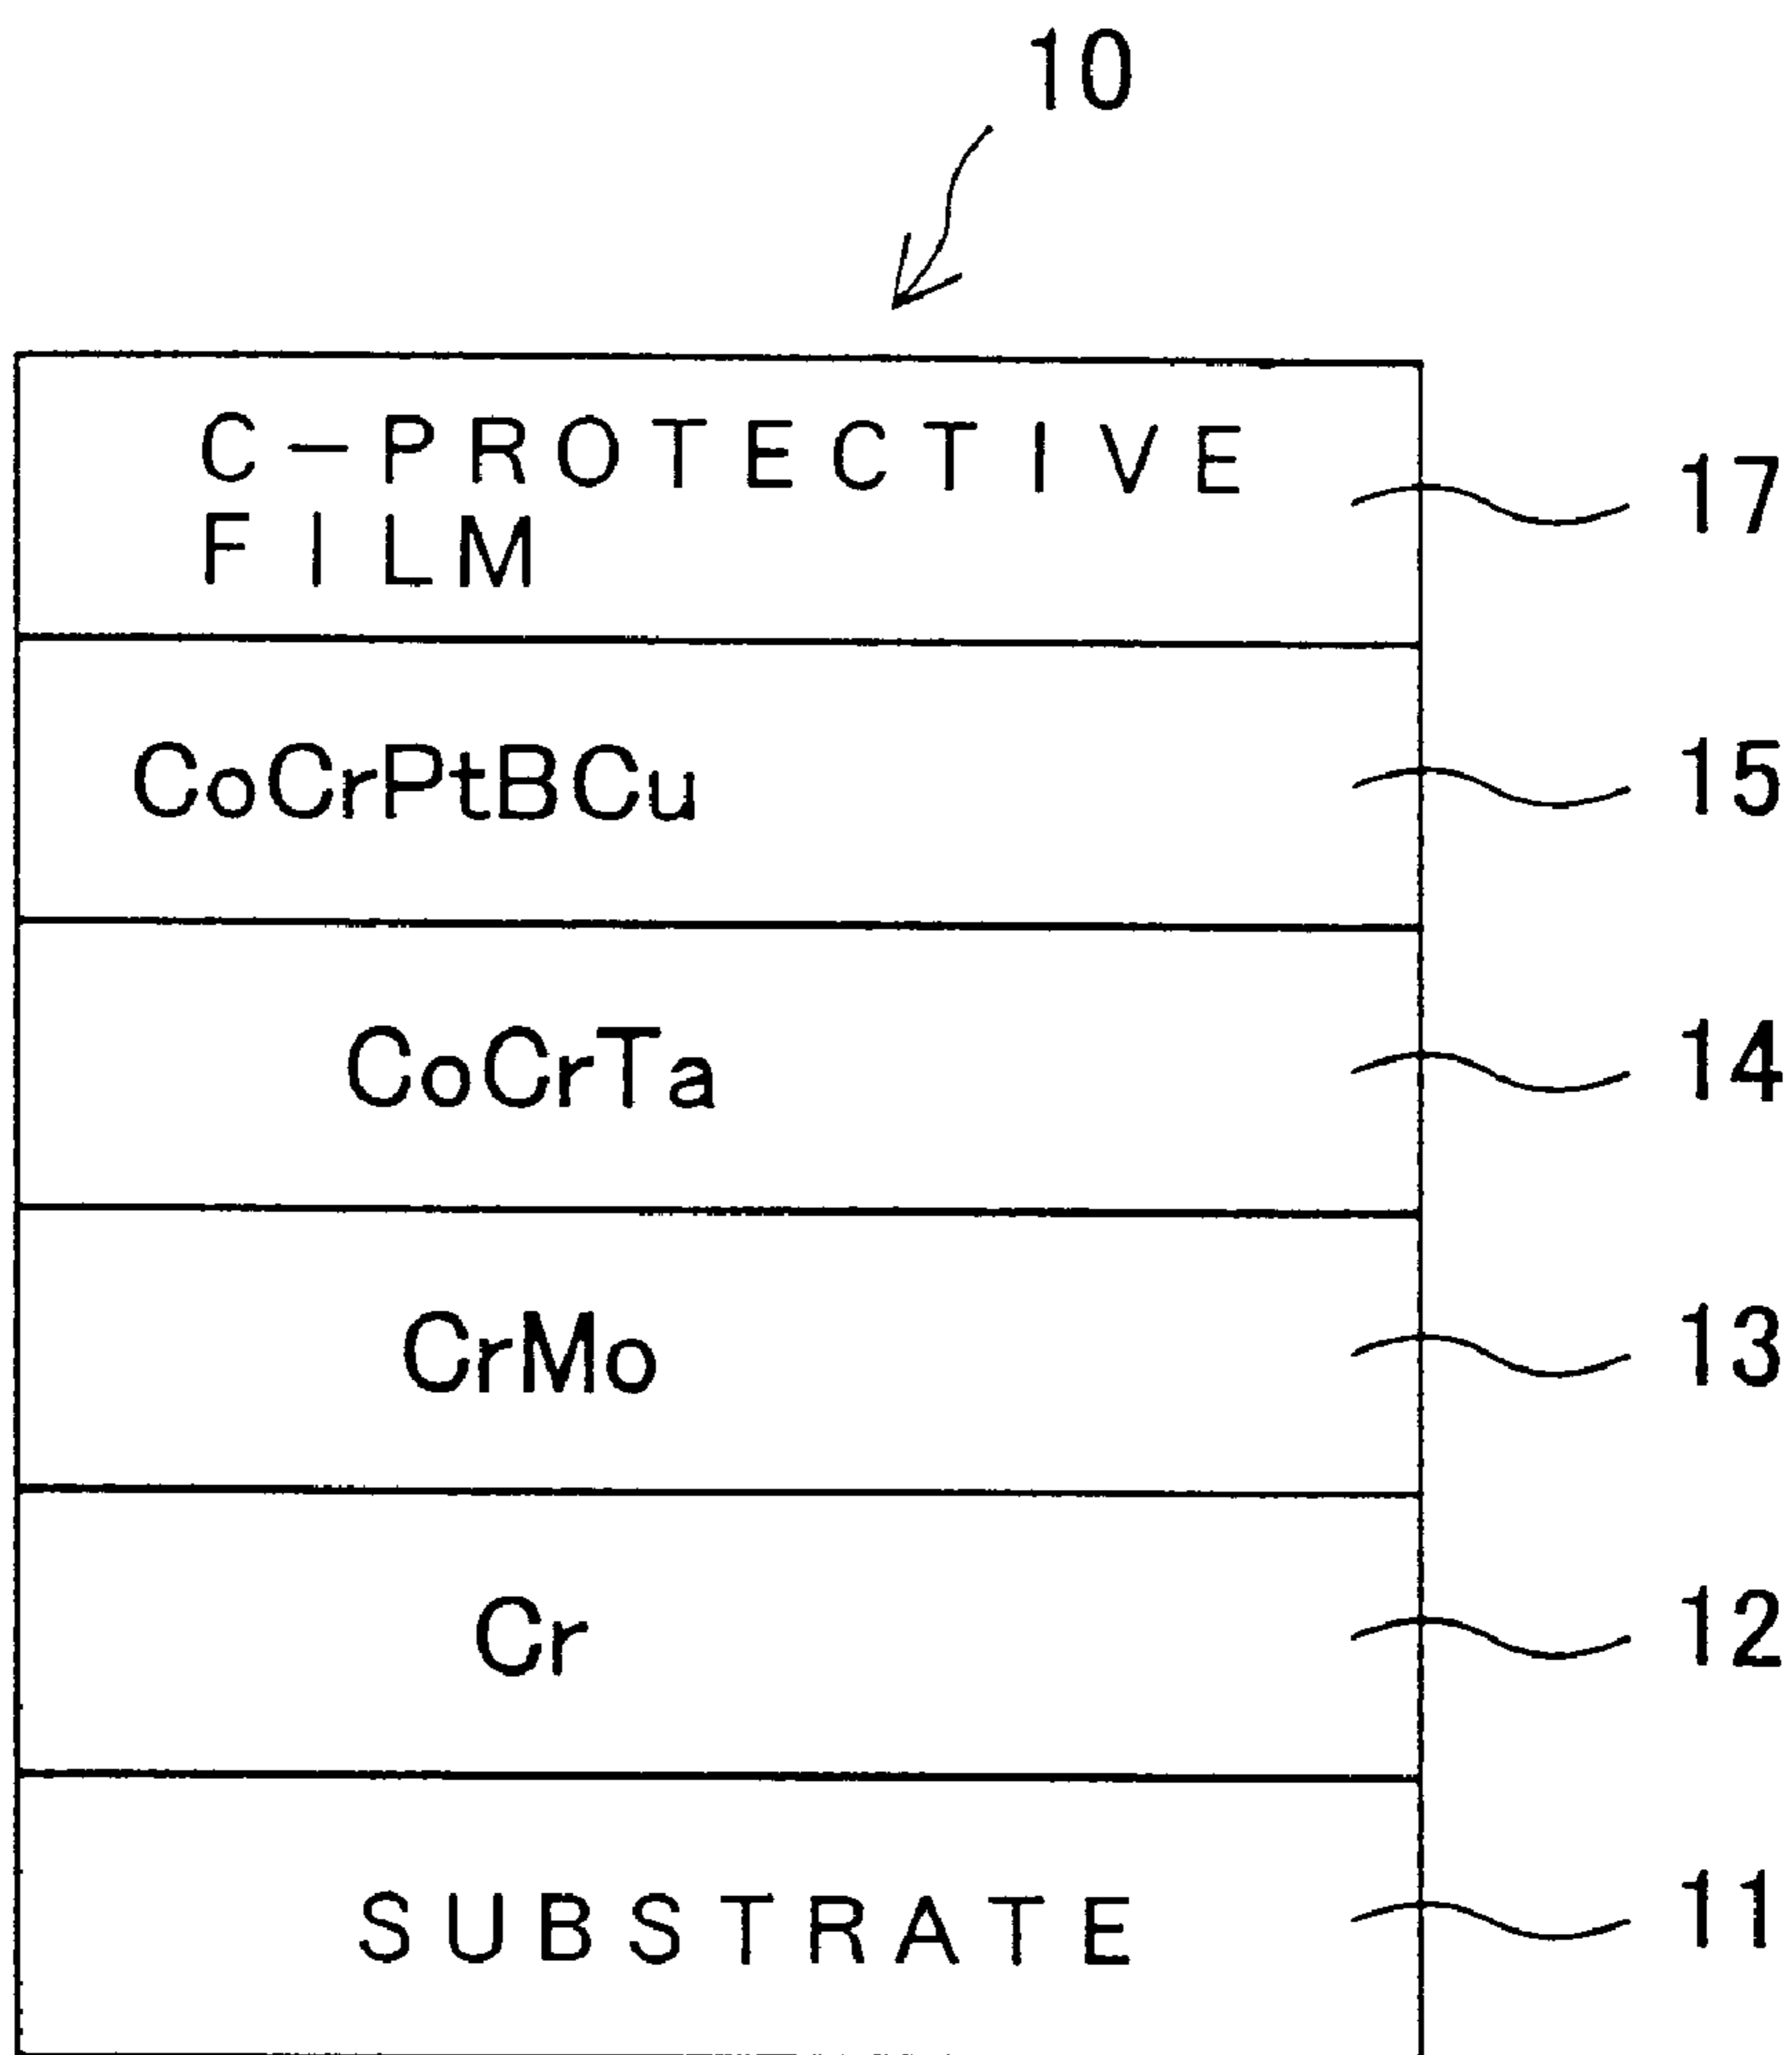 10
C-PROTECTIVE
FILM
17
CoCrPtBCu
15
CoCrTa
14
CrMo
13
Cr
12
SUBSTRATE
11